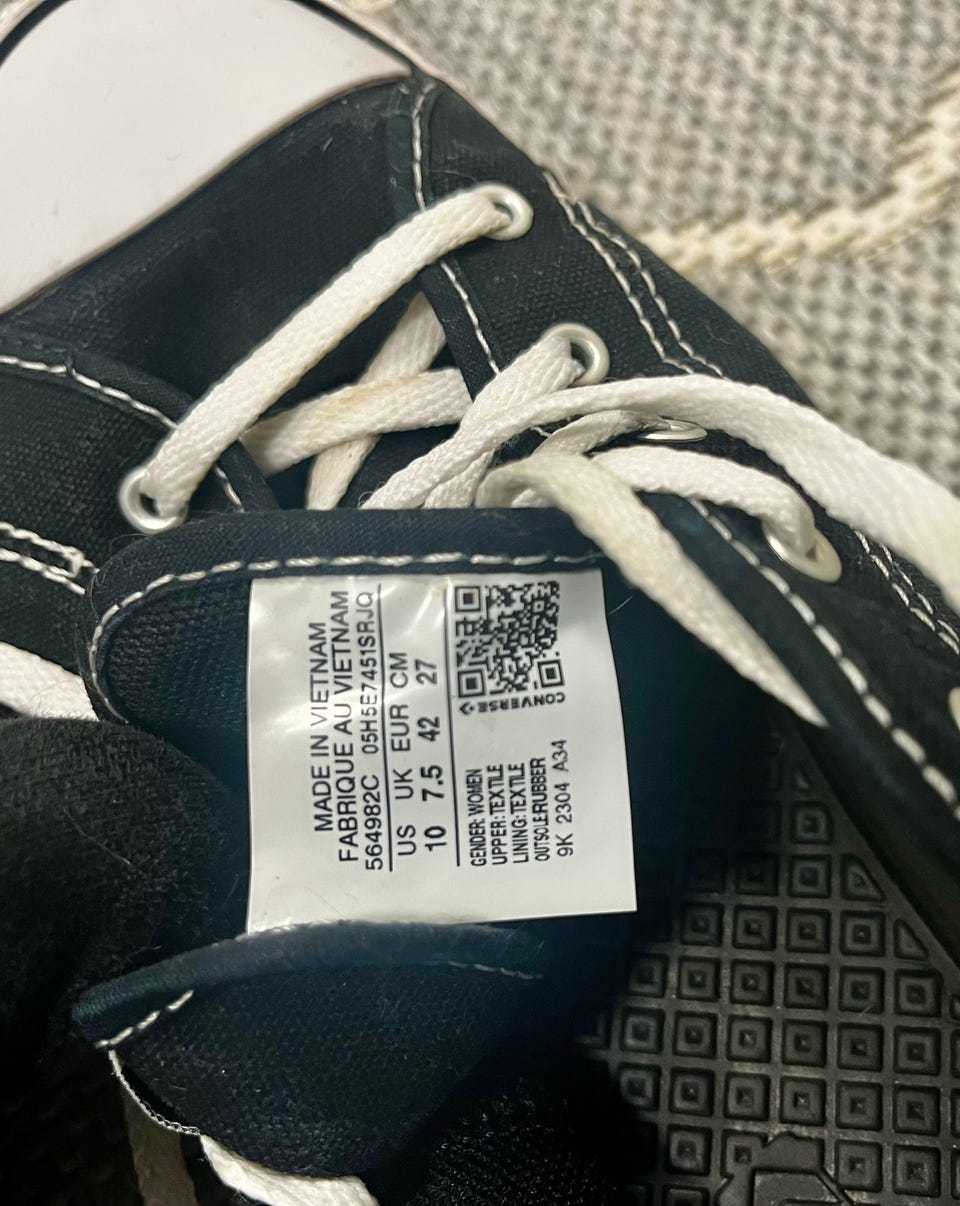 MADE IN VIETNAM
FABRIQUE AU VIETNAM
564982C 05H5E7451SRJQ
US UK EUR CM
10 7.5 42 27
CONVERSE
GENDER: WOMEN
UPPER: TEXTILE
LINING: TEXTILE
OUTSOLE:RUBBER
9K 2304 A34